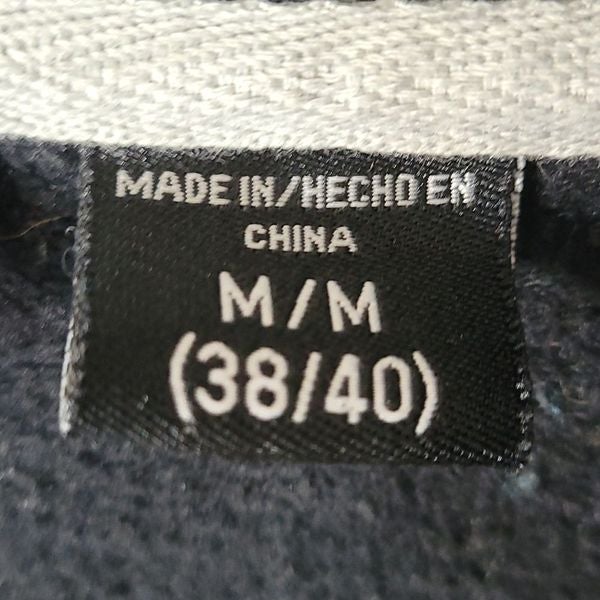 MADE IN/HECHO EN
CHINA
M/M
(38/40)